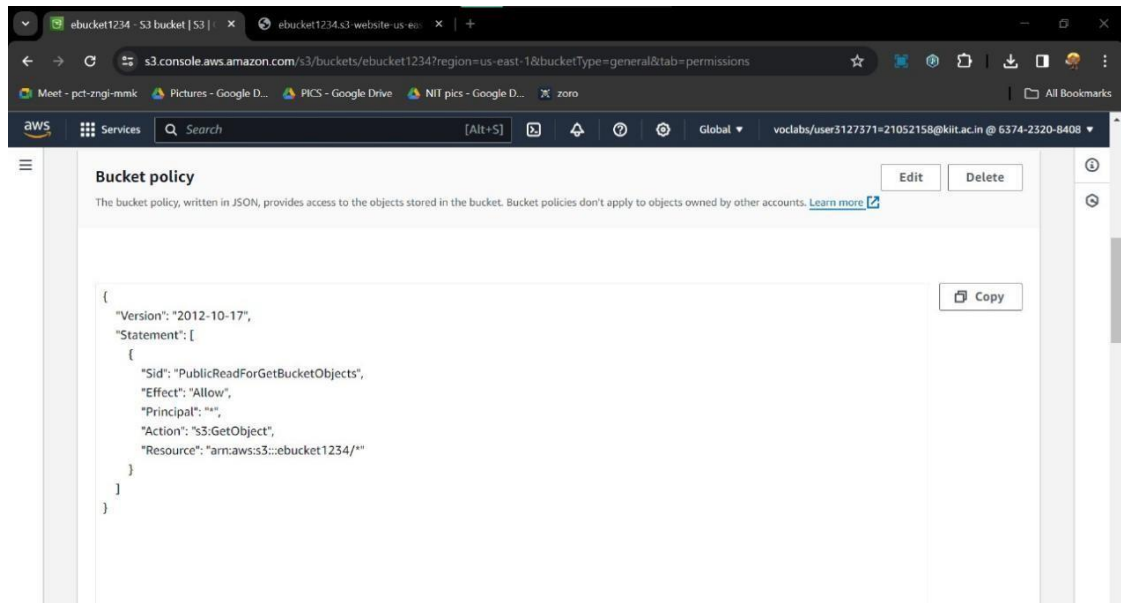 ebucket1234 - S3 bucket | S3 |
ebucket1234.s3-website-us-eas
s3.console.aws.amazon.com/s3/buckets/ebucket1234?region=us-east-1&bucketType=general&tab=permissions
Meet - pct-zngi-mmk Pictures - Google D... PICS - Google Drive NIT pics - Google D... zoro All Bookmarks
aws Services Search [Alt+S] Global voclabs/user3127371=21052158@kiit.ac.in @ 6374-2320-8408
Bucket policy Edit Delete
The bucket policy, written in JSON, provides access to the objects stored in the bucket. Bucket policies don't apply to objects owned by other accounts. Learn more
Copy
{
"Version": "2012-10-17",
"Statement": [
{
"Sid": "PublicReadForGetBucketObjects",
"Effect": "Allow",
"Principal": "*",
"Action": "s3:GetObject",
"Resource": "arn:aws:s3:::ebucket1234/*"
}
]
}